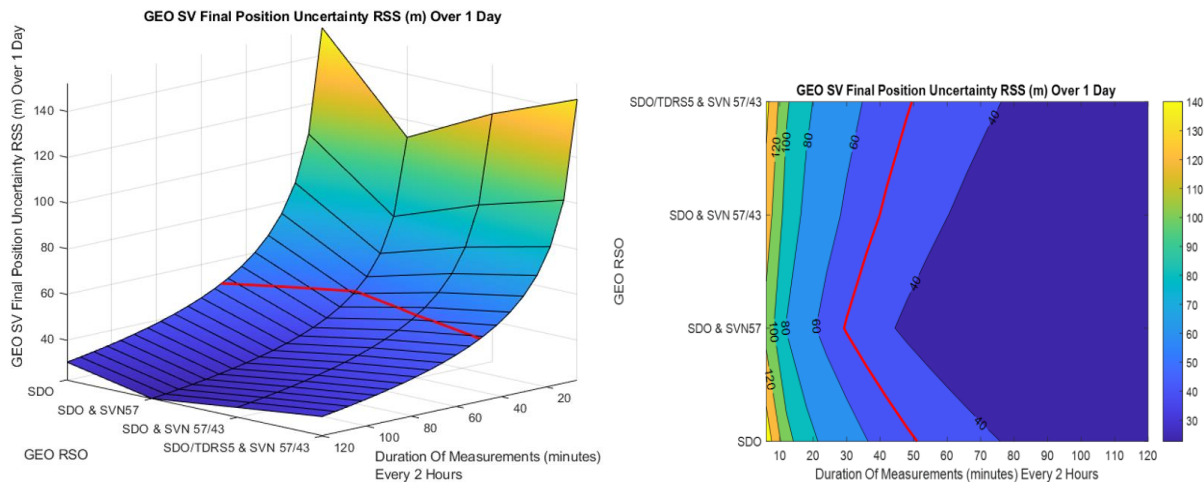 GEO SV Final Position Uncertainty RSS (m) Over 1 Day
GEO SV Final Position Uncertainty RSS (m) Over 1 Day
140
120
100
80
60
40
SDO
SDO & SVN57
SDO & SVN 57/43
SDO/TDRS5 & SVN 57/43
GEO RSO
120
100
80
60
40
20
Duration Of Measurements (minutes)
Every 2 Hours
GEO SV Final Position Uncertainty RSS (m) Over 1 Day
SDO/TDRS5 & SVN 57/43
SDO & SVN 57/43
SDO & SVN57
SDO
GEO RSO
120
100
80
60
40
40
100
80
60
120
40
10 20 30 40 50 60 70 80 90 100 110 120
Duration Of Measurements (minutes) Every 2 Hours
140
130
120
110
100
90
80
70
60
50
40
30